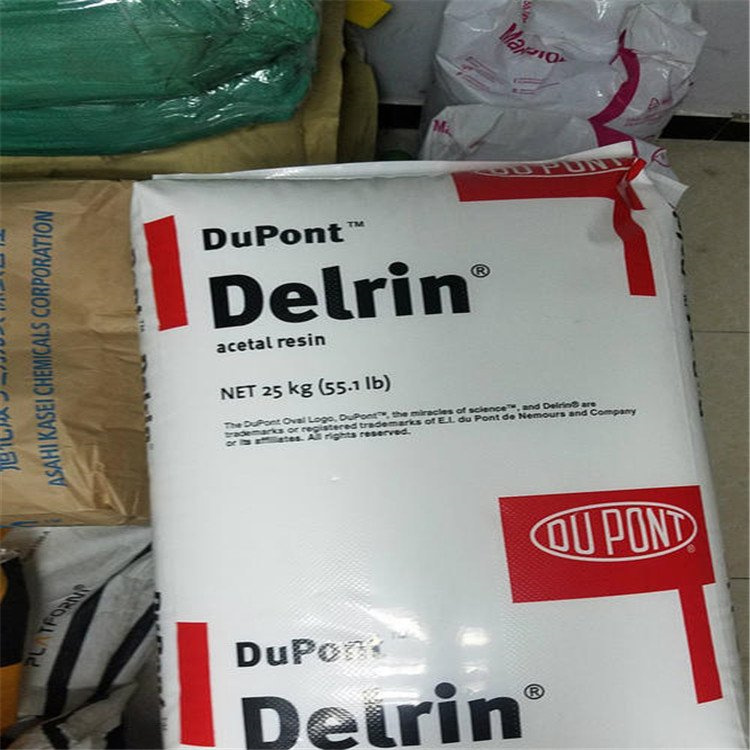 DU PONT
DuPont™
Delrin®
acetal resin
NET 25 kg (55.1 lb)
The DuPont Oval Logo, DuPont™, the miracles of science™, and Delrin® are
trademarks or registered trademarks of E.I. du Pont de Nemours and Company
or its affiliates. All rights reserved.
DU PONT®
DuPont™
Delrin®
ASAHI KASEI CHEMICALS CORPORATION
PLATFORM